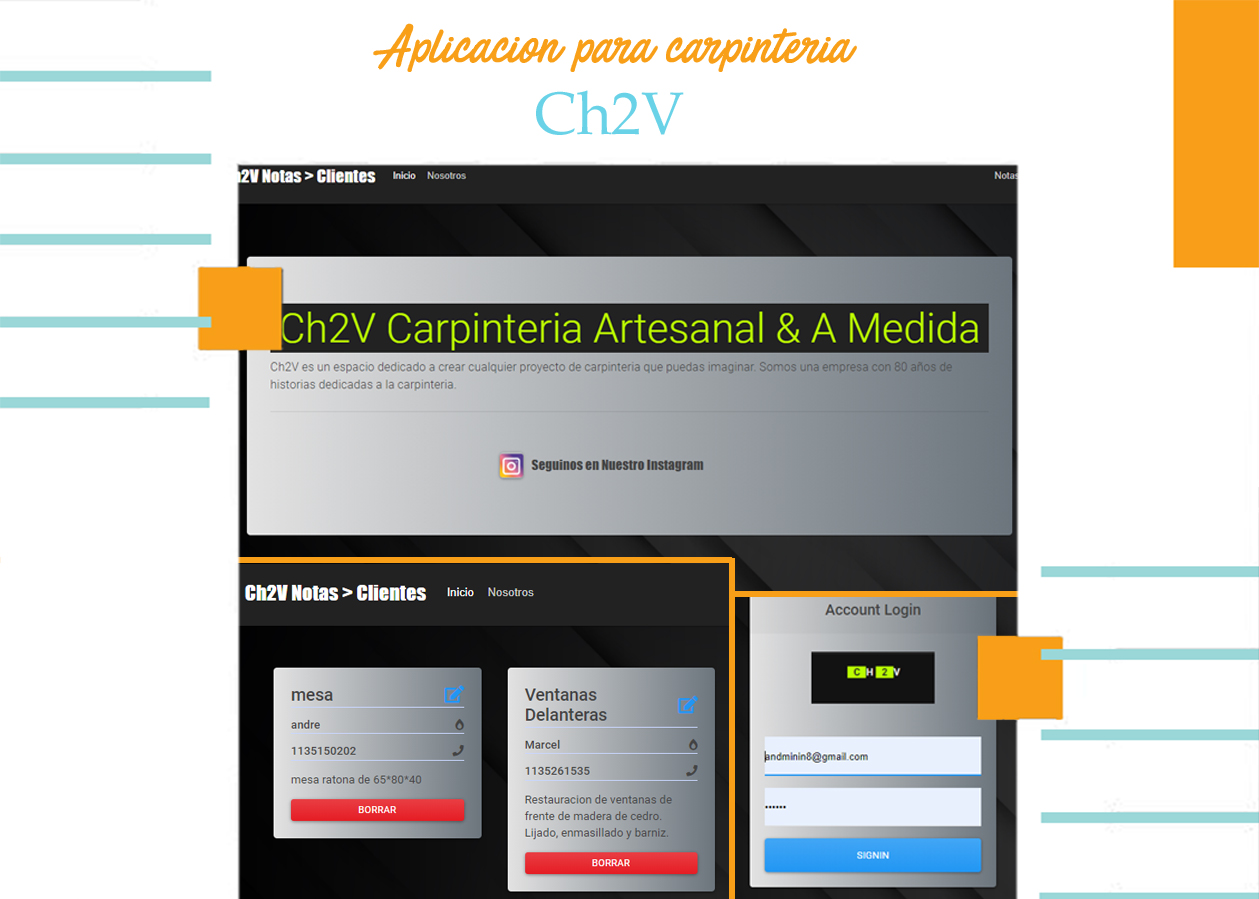 Aplicacion para carpinteria
Ch2V
h2V Notas > Clientes Inicio Nosotros Notas
Ch2V Carpinteria Artesanal & A Medida
Ch2V es un espacio dedicado a crear cualquier proyecto de carpinteria que puedas imaginar. Somos una empresa con 80 años de
historias dedicadas a la carpinteria.
Seguinos en Nuestro Instagram
Ch2V Notas > Clientes Inicio Nosotros
mesa
andre
1135150202
mesa ratona de 65*80*40
BORRAR
Ventanas
Delanteras
Marcel
1135261535
Restauracion de ventanas de
frente de madera de cedro.
Lijado, enmasillado y barniz.
BORRAR
Account Login
CH2V
andminin8@gmail.com
••••••
SIGNIN